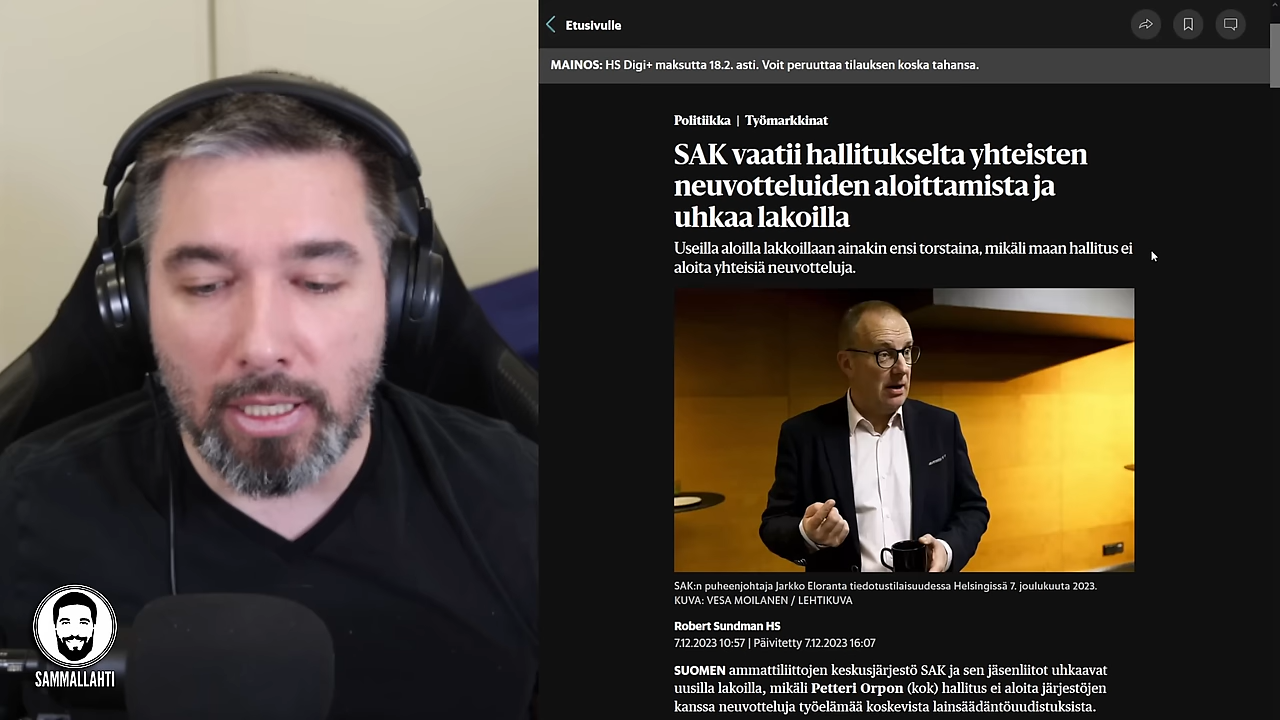 Etusivulle
MAINOS: HS Digi+ maksutta 18.2. asti. Voit peruuttaa tilauksen koska tahansa.
Politiikka | Työmarkkinat
SAK vaatii hallitukselta yhteisten
neuvotteluiden aloittamista ja
uhkaa lakoilla
Useilla aloilla lakkoillaan ainakin ensi torstaina, mikäli maan hallitus ei
aloita yhteisiä neuvotteluja.
SAK:n puheenjohtaja Jarkko Eloranta tiedotustilaisuudessa Helsingissä 7. joulukuuta 2023.
KUVA: VESA MOILANEN / LEHTIKUVA
Robert Sundman HS
7.12.2023 10:57 | Päivitetty 7.12.2023 16:07
SUOMEN ammattiliittojen keskusjärjestö SAK ja sen jäsenliitot uhkaavat
uusilla lakoilla, mikäli Petteri Orpon (kok) hallitus ei aloita järjestöjen
kanssa neuvotteluja työelämää koskevista lainsäädäntöuudistuksista.
SAMMALLAHTI